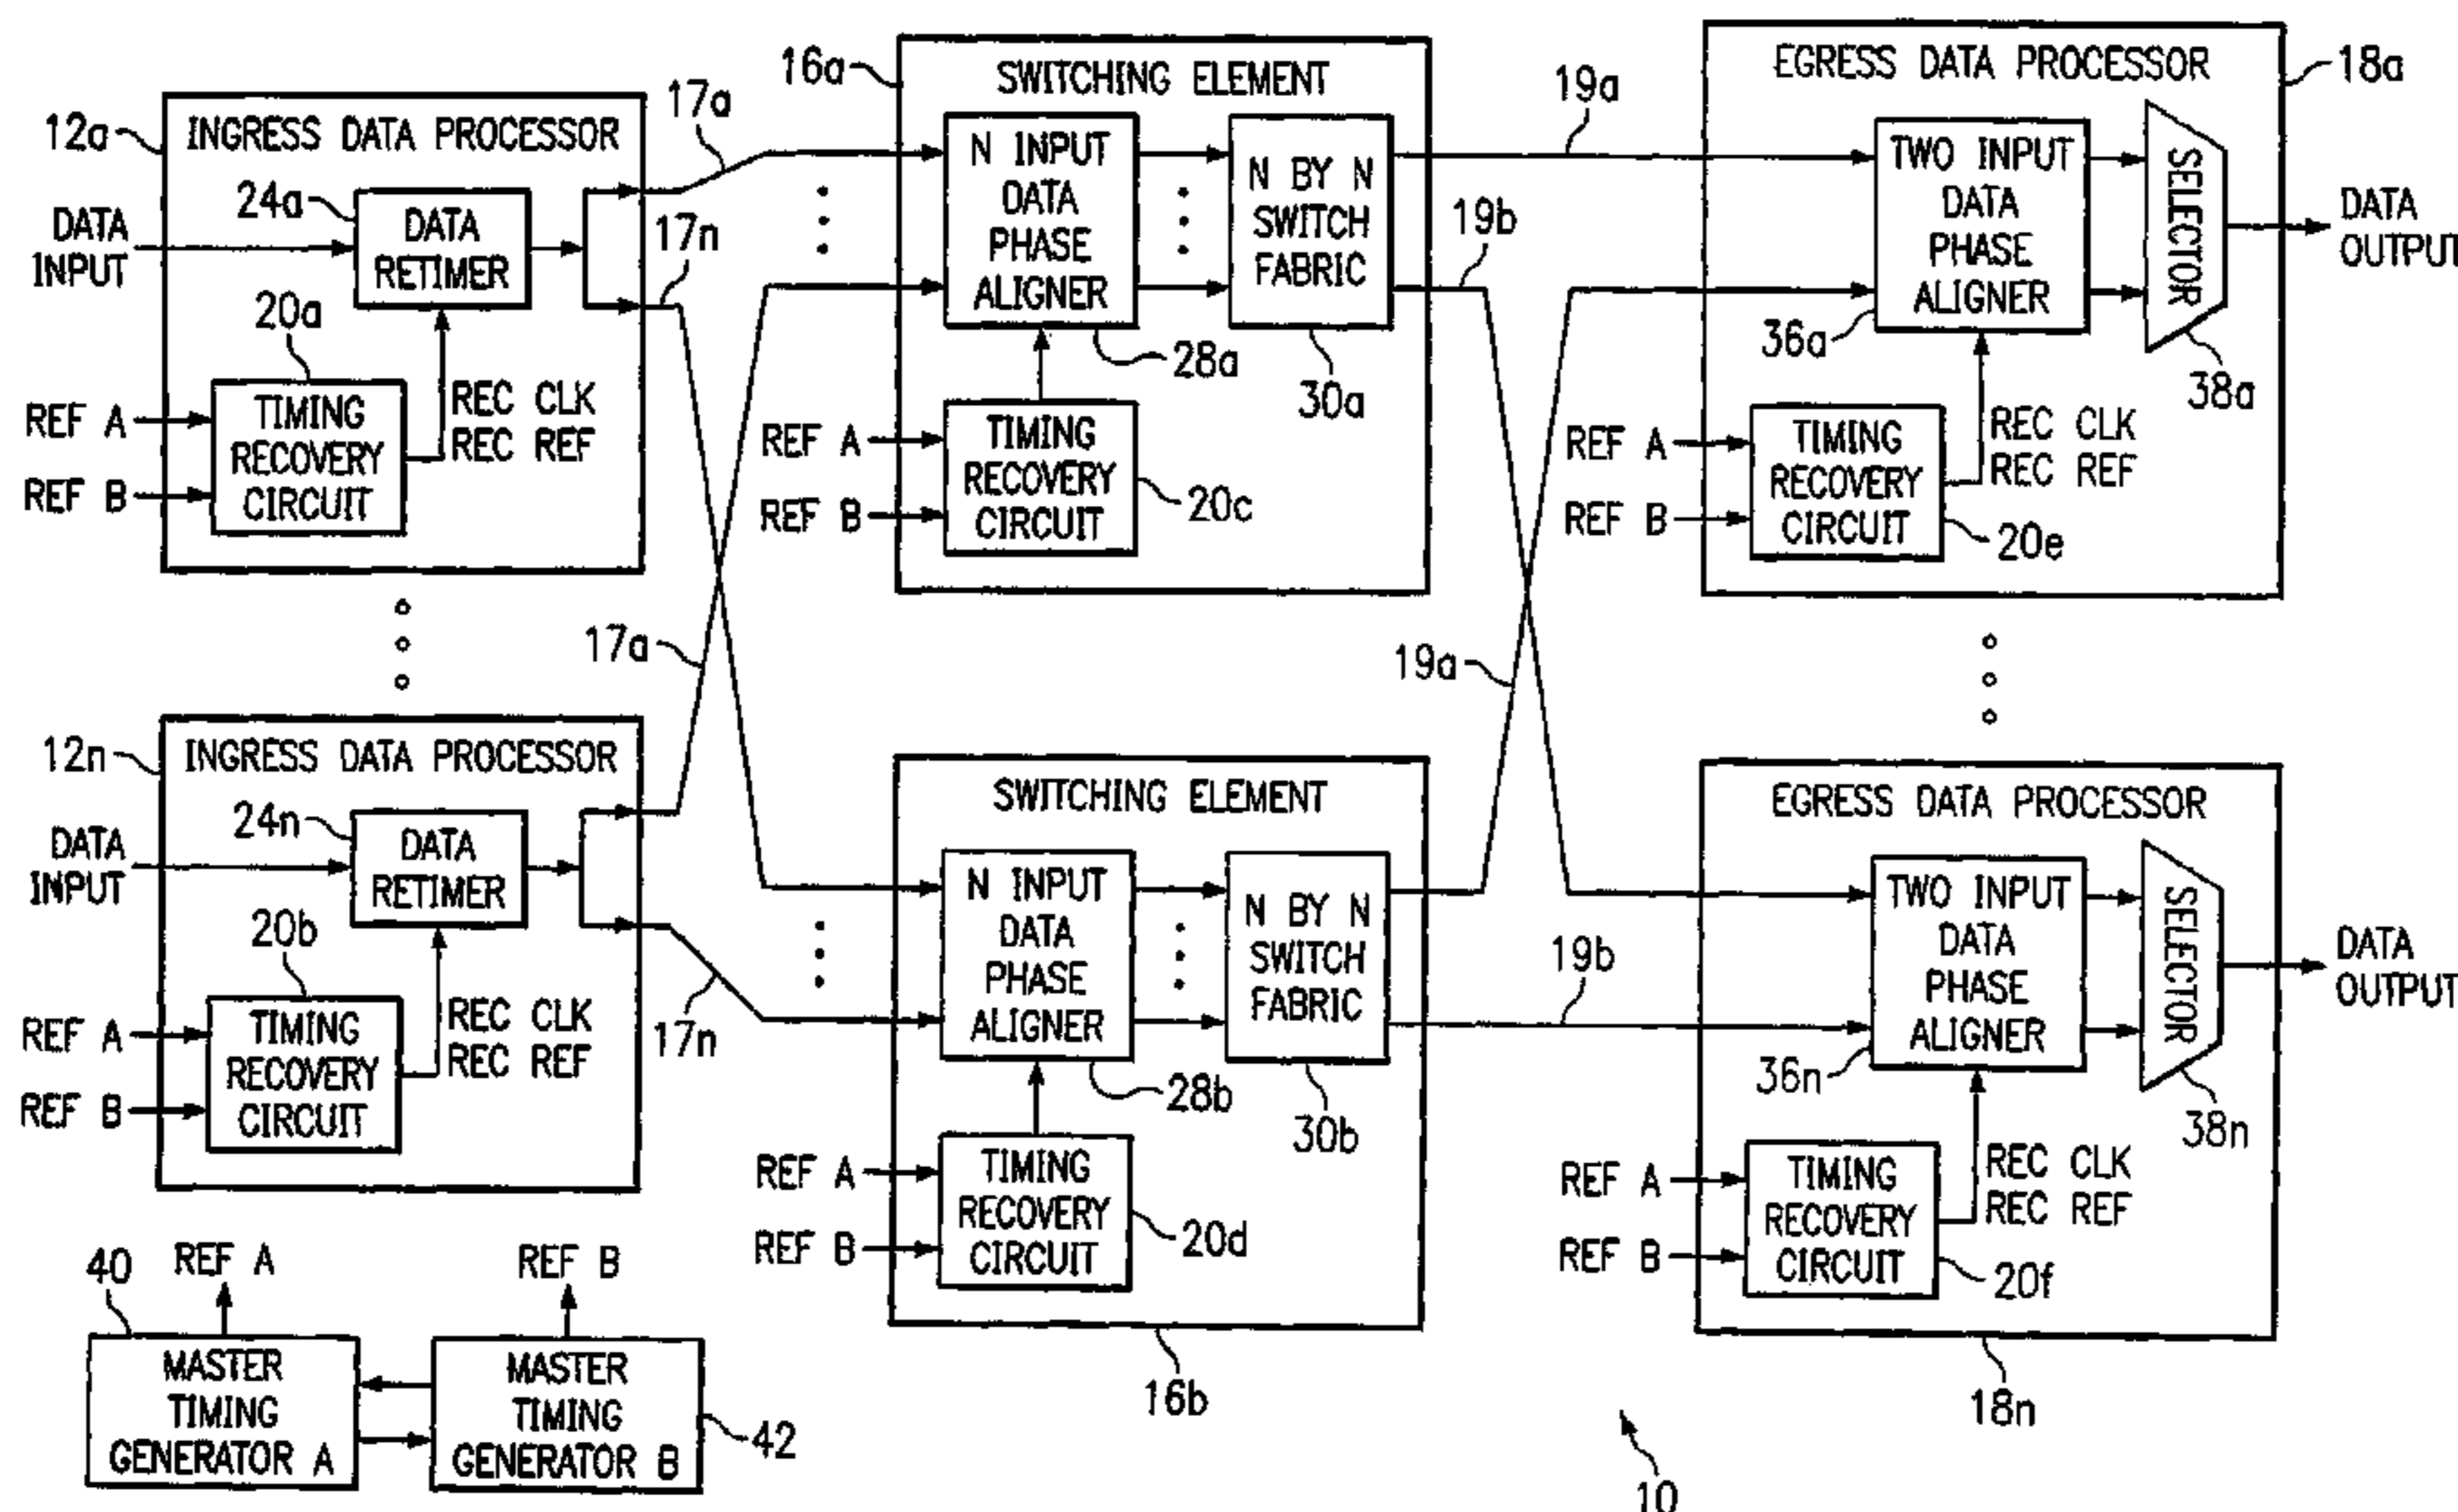 12a
INGRESS DATA PROCESSOR
24a
DATA
INPUT
DATA
RETIMER
20a
REF A
REF B
TIMING
RECOVERY
CIRCUIT
REC CLK
REC REF
17a
17n
16a
SWITCHING ELEMENT
N INPUT
DATA
PHASE
ALIGNER
N BY N
SWITCH
FABRIC
28a
30a
REF A
REF B
TIMING
RECOVERY
CIRCUIT
20c
19a
19b
EGRESS DATA PROCESSOR
18a
TWO INPUT
DATA
PHASE
ALIGNER
SELECTOR
DATA
OUTPUT
36a
38a
REF A
REF B
TIMING
RECOVERY
CIRCUIT
REC CLK
REC REF
20e
17a
19a
12n
INGRESS DATA PROCESSOR
24n
DATA
INPUT
DATA
RETIMER
20b
REF A
REF B
TIMING
RECOVERY
CIRCUIT
REC CLK
REC REF
17n
SWITCHING ELEMENT
N INPUT
DATA
PHASE
ALIGNER
N BY N
SWITCH
FABRIC
28b
30b
REF A
REF B
TIMING
RECOVERY
CIRCUIT
20d
16b
19b
EGRESS DATA PROCESSOR
TWO INPUT
DATA
PHASE
ALIGNER
SELECTOR
DATA
OUTPUT
36n
38n
REF A
REF B
TIMING
RECOVERY
CIRCUIT
REC CLK
REC REF
20f
18n
40
REF A
REF B
MASTER
TIMING
GENERATOR A
MASTER
TIMING
GENERATOR B
42
10